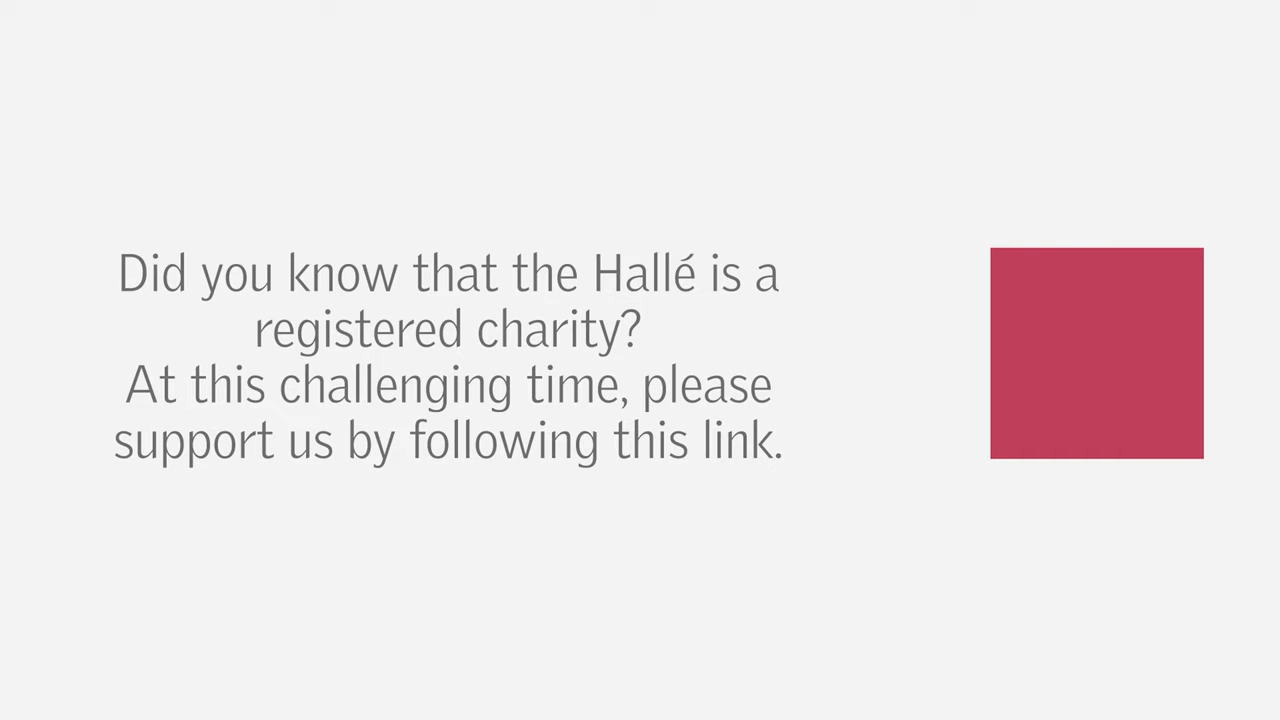 Did you know that the Hallé is a
registered charity?
At this challenging time, please
support us by following this link.